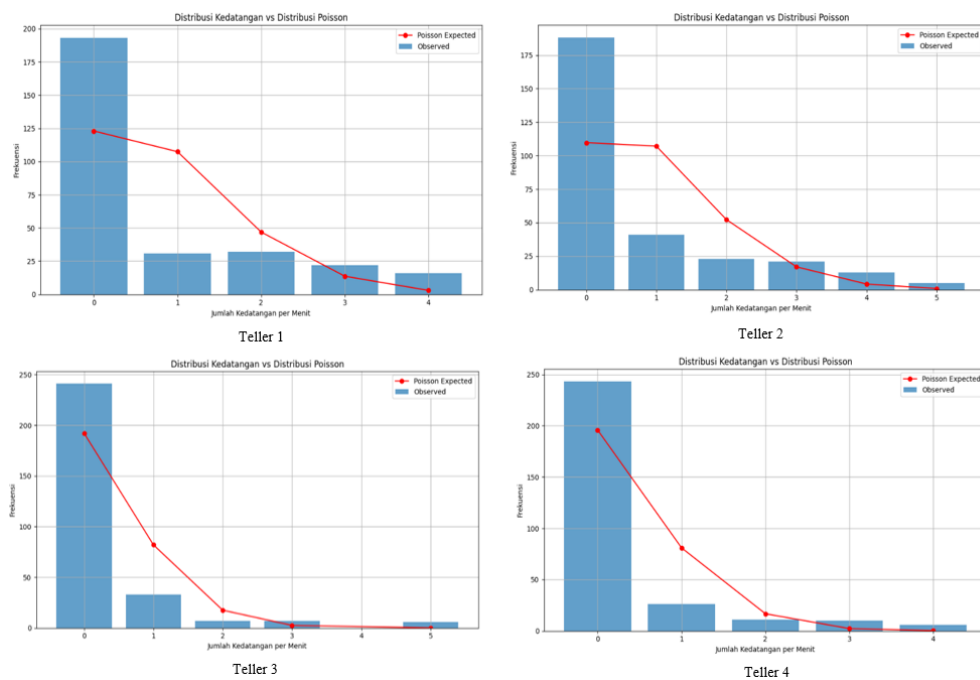 Distribusi Kedatangan vs Distribusi Poisson
Poisson Expected
Observed
Frekuensi
200
175
150
125
100
75
50
25
0
0 1 2 3 4
Jumlah Kedatangan per Menit
Teller 1
Distribusi Kedatangan vs Distribusi Poisson
Poisson Expected
Observed
Frekuensi
175
150
125
100
75
50
25
0
0 1 2 3 4 5
Jumlah Kedatangan per Menit
Teller 2
Distribusi Kedatangan vs Distribusi Poisson
Poisson Expected
Observed
Frekuensi
250
200
150
100
50
0
0 1 2 3 4 5
Jumlah Kedatangan per Menit
Teller 3
Distribusi Kedatangan vs Distribusi Poisson
Poisson Expected
Observed
Frekuensi
250
200
150
100
50
0
0 1 2 3 4
Jumlah Kedatangan per Menit
Teller 4